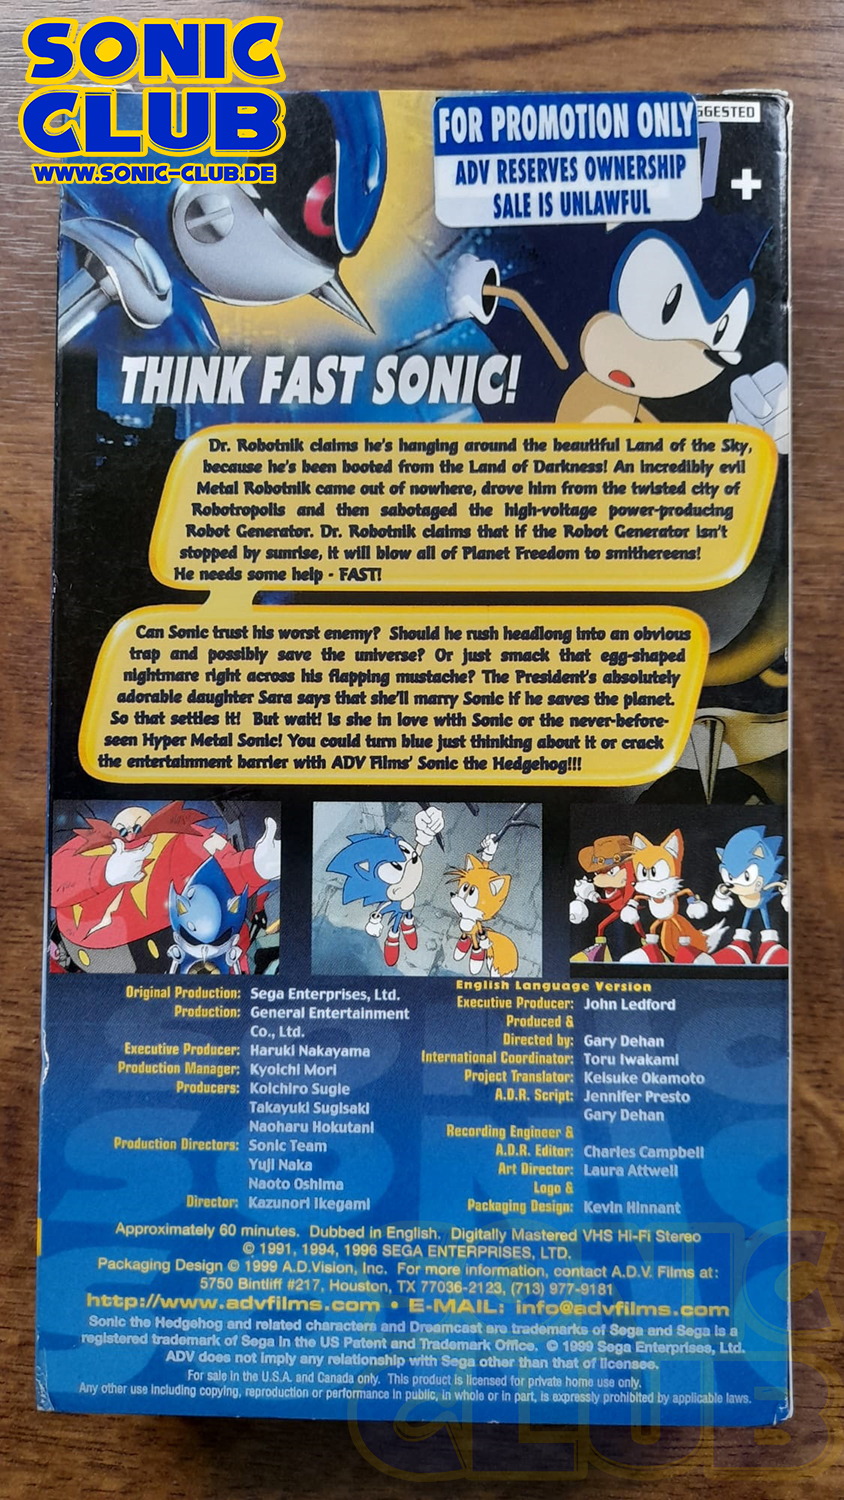 SONIC
CLUB
WWW.SONIC-CLUB.DE
FOR PROMOTION ONLY
ADV RESERVES OWNERSHIP
SALE IS UNLAWFUL
+
THINK FAST SONIC!
Dr. Robotnik claims he's hanging around the beautiful Land of the Sky,
because he's been booted from the Land of Darkness! An incredibly evil
Metal Robotnik came out of nowhere, drove him from the twisted city of
Robotropolis and then sabotaged the high-voltage power-producing
Robot Generator. Dr. Robotnik claims that if the Robot Generator isn't
stopped by sunrise, it will blow all of Planet Freedom to smithereens!
He needs some help - FAST!
Can Sonic trust his worst enemy? Should he rush headlong into an obvious
trap and possibly save the universe? Or just smack that egg-shaped
nightmare right across his flapping mustache? The President's absolutely
adorable daughter Sara says that she'll marry Sonic if he saves the planet.
So that settles it! But wait! Is she in love with Sonic or the never-before-
seen Hyper Metal Sonic! You could turn blue just thinking about it or crack
the entertainment barrier with ADV Films' Sonic the Hedgehog!!!
Original Production: Sega Enterprises, Ltd.
Production: General Entertainment
Co., Ltd.
Executive Producer: Haruki Nakayama
Production Manager: Kyoichi Mori
Producers: Koichiro Sugie
Takayuki Sugisaki
Naoharu Hokutani
Production Directors: Sonic Team
Yuji Naka
Naoto Oshima
Director: Kazunori Ikegami
English Language Version
Executive Producer: John Ledford
Produced &
Directed by: Gary Dehan
International Coordinator: Toru Iwakami
Project Translator: Keisuke Okamoto
A.D.R. Script: Jennifer Presto
Gary Dehan
Recording Engineer &
A.D.R. Editor: Charles Campbell
Art Director: Laura Attwell
Logo &
Packaging Design: Kevin Hinnant
Approximately 60 minutes. Dubbed in English. Digitally Mastered VHS Hi-Fi Stereo
© 1991, 1994, 1996 SEGA ENTERPRISES, LTD.
Packaging Design © 1999 A.D.Vision, Inc. For more information, contact A.D.V. Films at:
5750 Bintliff #217, Houston, TX 77036-2123, (713) 977-9181
http://www.advfilms.com • E-MAIL: info@advfilms.com
Sonic the Hedgehog and related characters and Dreamcast are trademarks of Sega and Sega is a
registered trademark of Sega in the US Patent and Trademark Office. © 1999 Sega Enterprises, Ltd.
ADV does not imply any relationship with Sega other than that of licensee.
For sale in the U.S.A. and Canada only. This product is licensed for private home use only.
Any other use including copying, reproduction or performance in public, in whole or in part, is expressly prohibited by applicable laws.
SONIC
CLUB